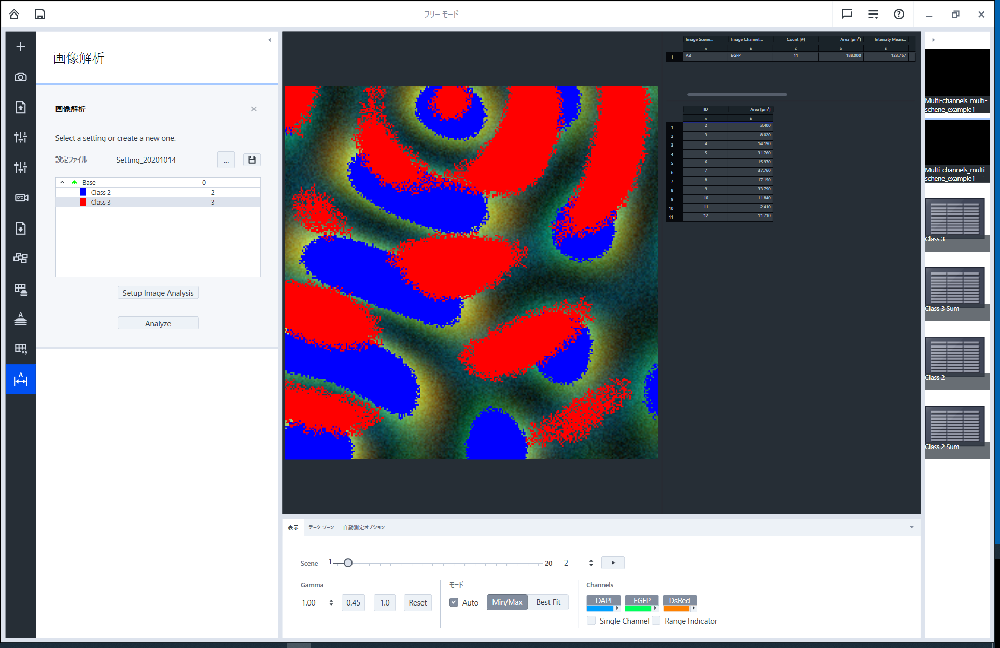 フリー モード
画像解析
画像解析
Select a setting or create a new one.
設定ファイル Setting_20201014 ...
Base 0
Class 2 2
Class 3 3
Setup Image Analysis
Analyze
A
xy
A
Image Scene... Image Channel... Count [#] Area [µm²] Intensity Mean...
A B C D E
1 A2 EGFP 11 188.000 123.767
ID Area [µm²]
A B
1 2 3.400
2 3 8.020
3 4 14.190
4 5 31.760
5 6 15.970
6 7 37.760
7 8 17.150
8 9 33.790
9 10 11.840
10 11 2.410
11 12 11.710
Multi-channels_multi-
schene_example1
Multi-channels_multi-
schene_example1
Class 3
Class 3 Sum
Class 2
Class 2 Sum
表示 データ ゾーン 自動測定オプション
Scene 1 20 2
Gamma モード Channels
1.00 0.45 1.0 Reset Auto Min/Max Best Fit DAPI EGFP DsRed
Single Channel Range Indicator